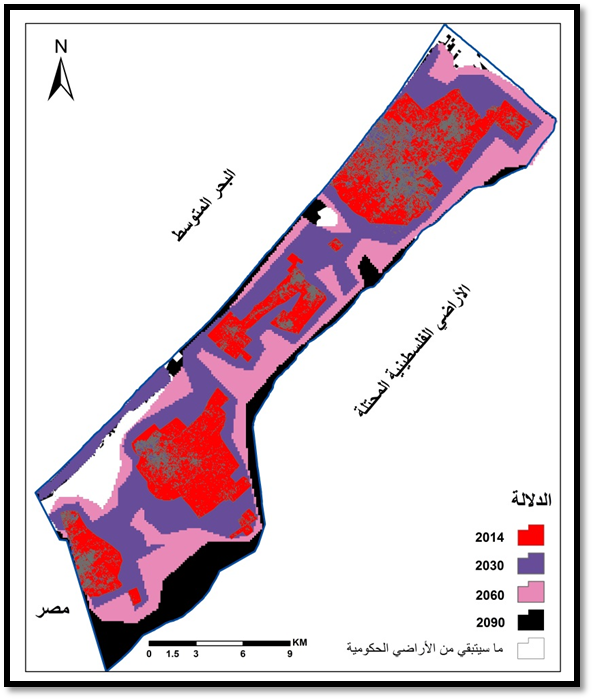 N
البحر المتوسط
الأراضي الفلسطينية المحتلة
مصر
الدلالة
2014
2030
2060
2090
ما سيتبقي من الأراضي الحكومية
KM
0 1.5 3 6 9